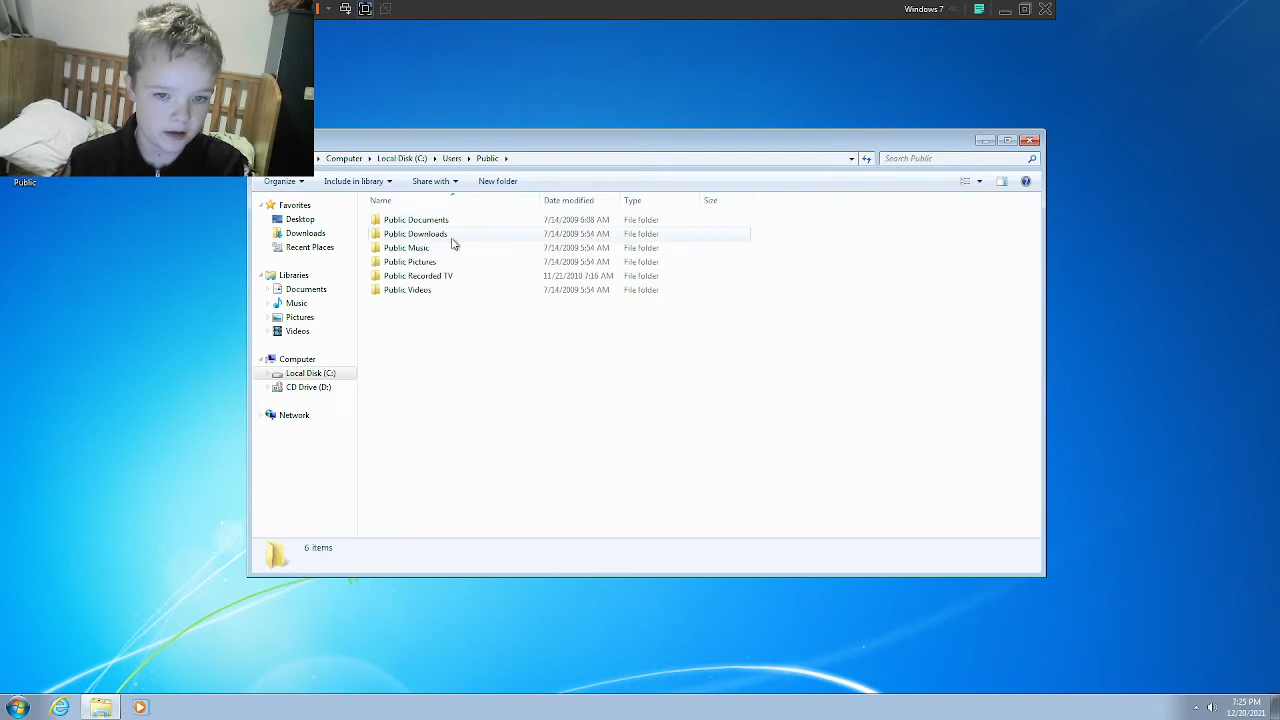 Windows 7
Computer Local Disk (C:) Users Public
Search Public
Public
Organize Include in library Share with New folder
Name Date modified Type Size
Favorites
Desktop
Downloads
Recent Places
Libraries
Documents
Music
Pictures
Videos
Computer
Local Disk (C:)
CD Drive (D:)
Network
Public Documents 7/14/2009 6:08 AM File folder
Public Downloads 7/14/2009 5:54 AM File folder
Public Music 7/14/2009 5:54 AM File folder
Public Pictures 7/14/2009 5:54 AM File folder
Public Recorded TV 11/21/2010 7:16 AM File folder
Public Videos 7/14/2009 5:54 AM File folder
6 items
7:25 PM
12/20/2021